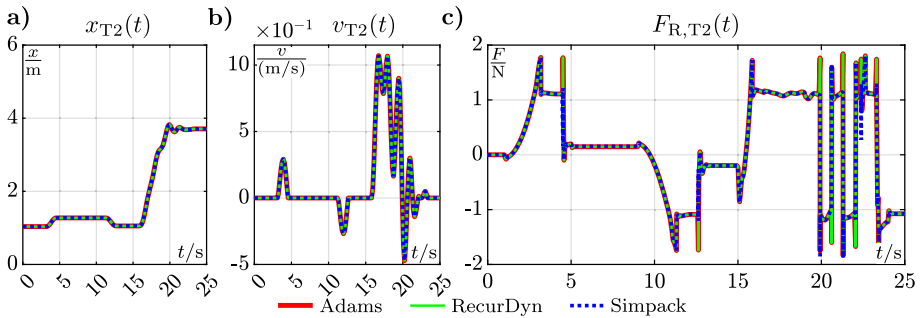 a) x_T2(t)
x/m
6
4
2
0
0 5 10 15 20 25
t/s
b) ×10⁻¹ v_T2(t)
v/(m/s)
10
5
0
-5
0 5 10 15 20 25
t/s
c) F_R,T2(t)
F/N
2
1
0
-1
-2
0 5 10 15 20 25
t/s
Adams RecurDyn Simpack